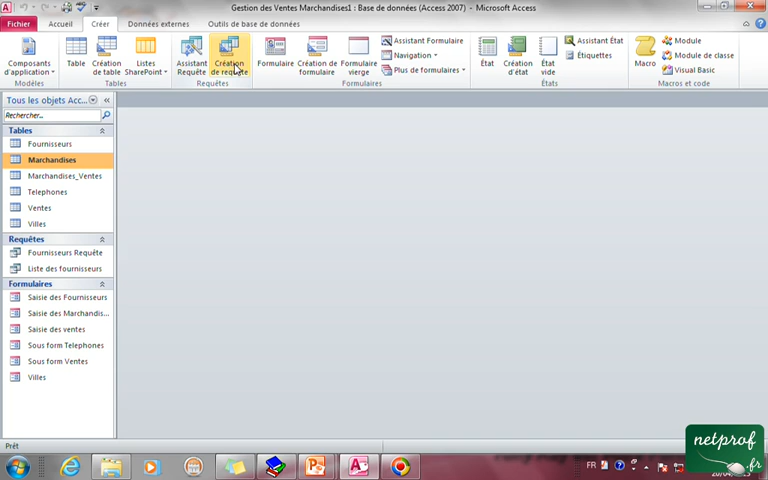 Gestion des Ventes Marchandises1 : Base de données (Access 2007) - Microsoft Access
Fichier Accueil Créer Données externes Outils de base de données
Composants d'application
Modèles
Table
Création de table
Listes SharePoint
Tables
Assistant Requête
Création de requête
Requêtes
Formulaire
Création de formulaire
Formulaire vierge
Assistant Formulaire
Navigation
Plus de formulaires
Formulaires
État
Création d'état
État vide
Assistant État
Étiquettes
États
Macro
Module
Module de classe
Visual Basic
Macros et code
Tous les objets Acc...
Rechercher...
Tables
Fournisseurs
Marchandises
Marchandises_Ventes
Telephones
Ventes
Villes
Requêtes
Fournisseurs Requête
Liste des fournisseurs
Formulaires
Saisie des Fournisseurs
Saisie des Marchandis...
Saisie des ventes
Sous form Telephones
Sous form Ventes
Villes
Prêt
FR
netprof
.fr